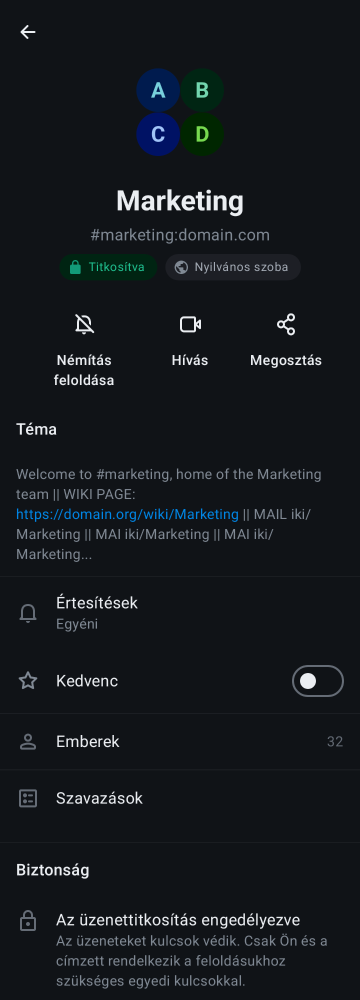 A B
C D
Marketing
#marketing:domain.com
Titkosítva Nyilvános szoba
Némítás feloldása Hívás Megosztás
Téma
Welcome to #marketing, home of the Marketing
team || WIKI PAGE:
https://domain.org/wiki/Marketing || MAIL iki/
Marketing || MAI iki/Marketing || MAI iki/
Marketing...
Értesítések
Egyéni
Kedvenc
Emberek 32
Szavazások
Biztonság
Az üzenettitkosítás engedélyezve
Az üzeneteket kulcsok védik. Csak Ön és a
címzett rendelkezik a feloldásukhoz
szükséges egyedi kulcsokkal.